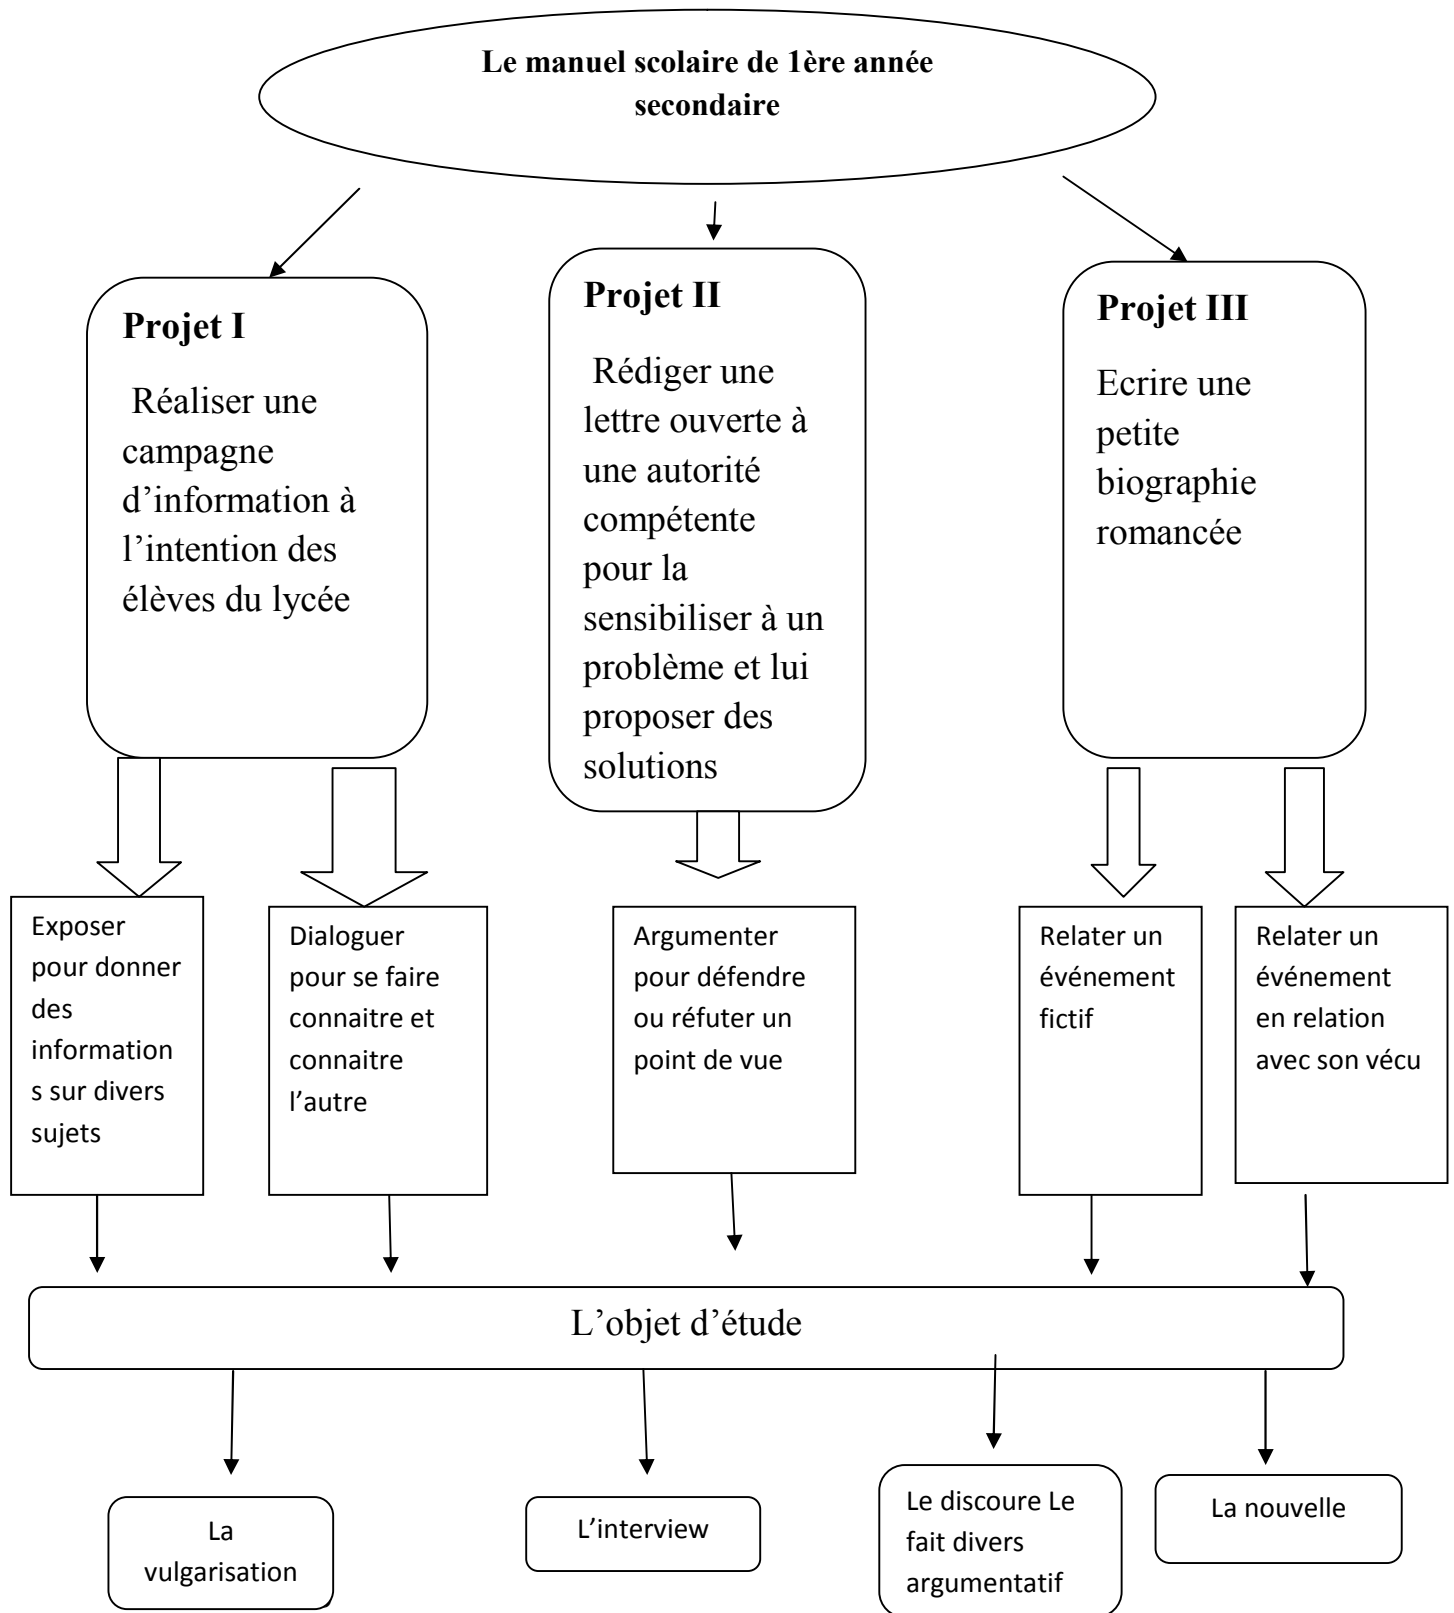 Le manuel scolaire de 1ère année
secondaire
Projet I
Réaliser une
campagne
d’information à
l’intention des
élèves du lycée
Projet II
Rédiger une
lettre ouverte à
une autorité
compétente
pour la
sensibiliser à un
problème et lui
proposer des
solutions
Projet III
Ecrire une
petite
biographie
romancée
Exposer
pour donner
des
information
s sur divers
sujets
Dialoguer
pour se faire
connaitre et
connaitre
l’autre
Argumenter
pour défendre
ou réfuter un
point de vue
Relater un
événement
fictif
Relater un
événement
en relation
avec son vécu
L’objet d’étude
La
vulgarisation
L’interview
Le discoure Le
fait divers
argumentatif
La nouvelle